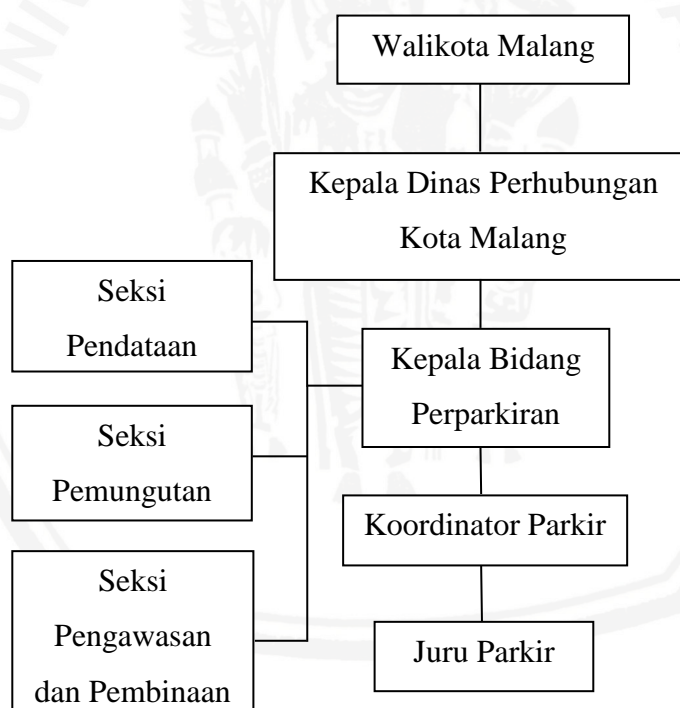 Walikota Malang
Kepala Dinas Perhubungan
Kota Malang
Seksi
Pendataan
Kepala Bidang
Perparkiran
Seksi
Pemungutan
Koordinator Parkir
Seksi
Pengawasan
dan Pembinaan
Juru Parkir